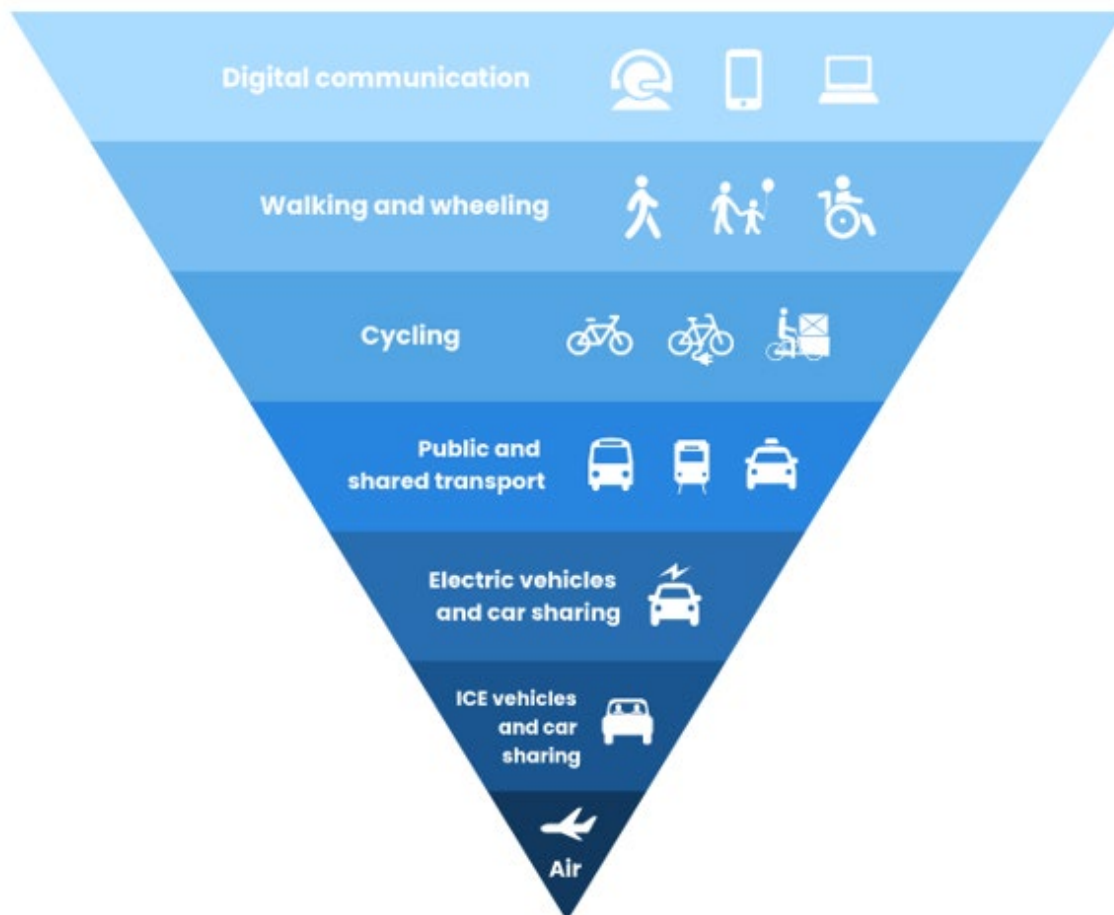 Digital communication
Walking and wheeling
Cycling
Public and
shared transport
Electric vehicles
and car sharing
ICE vehicles
and car
sharing
Air